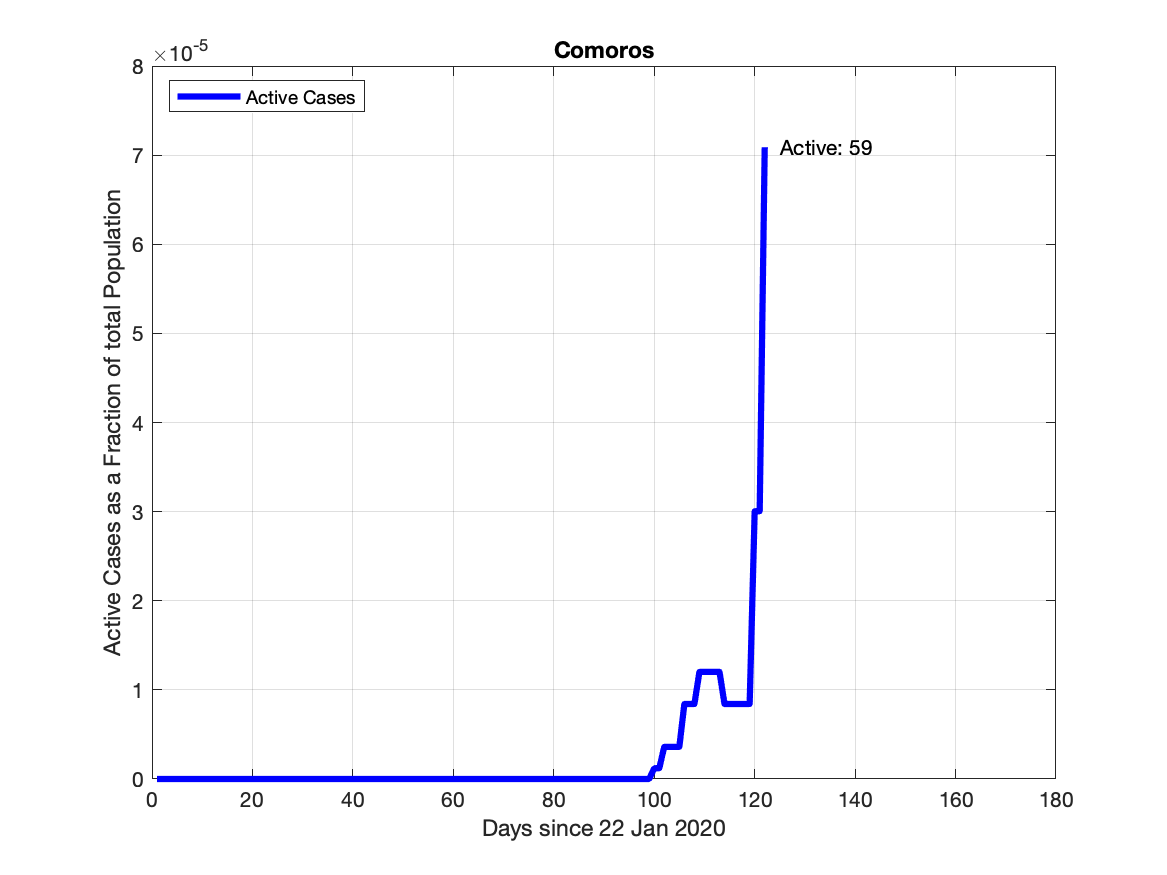 Comoros
×10-5
Active Cases
Active: 59
Active Cases as a Fraction of total Population
8
7
6
5
4
3
2
1
0
0 20 40 60 80 100 120 140 160 180
Days since 22 Jan 2020